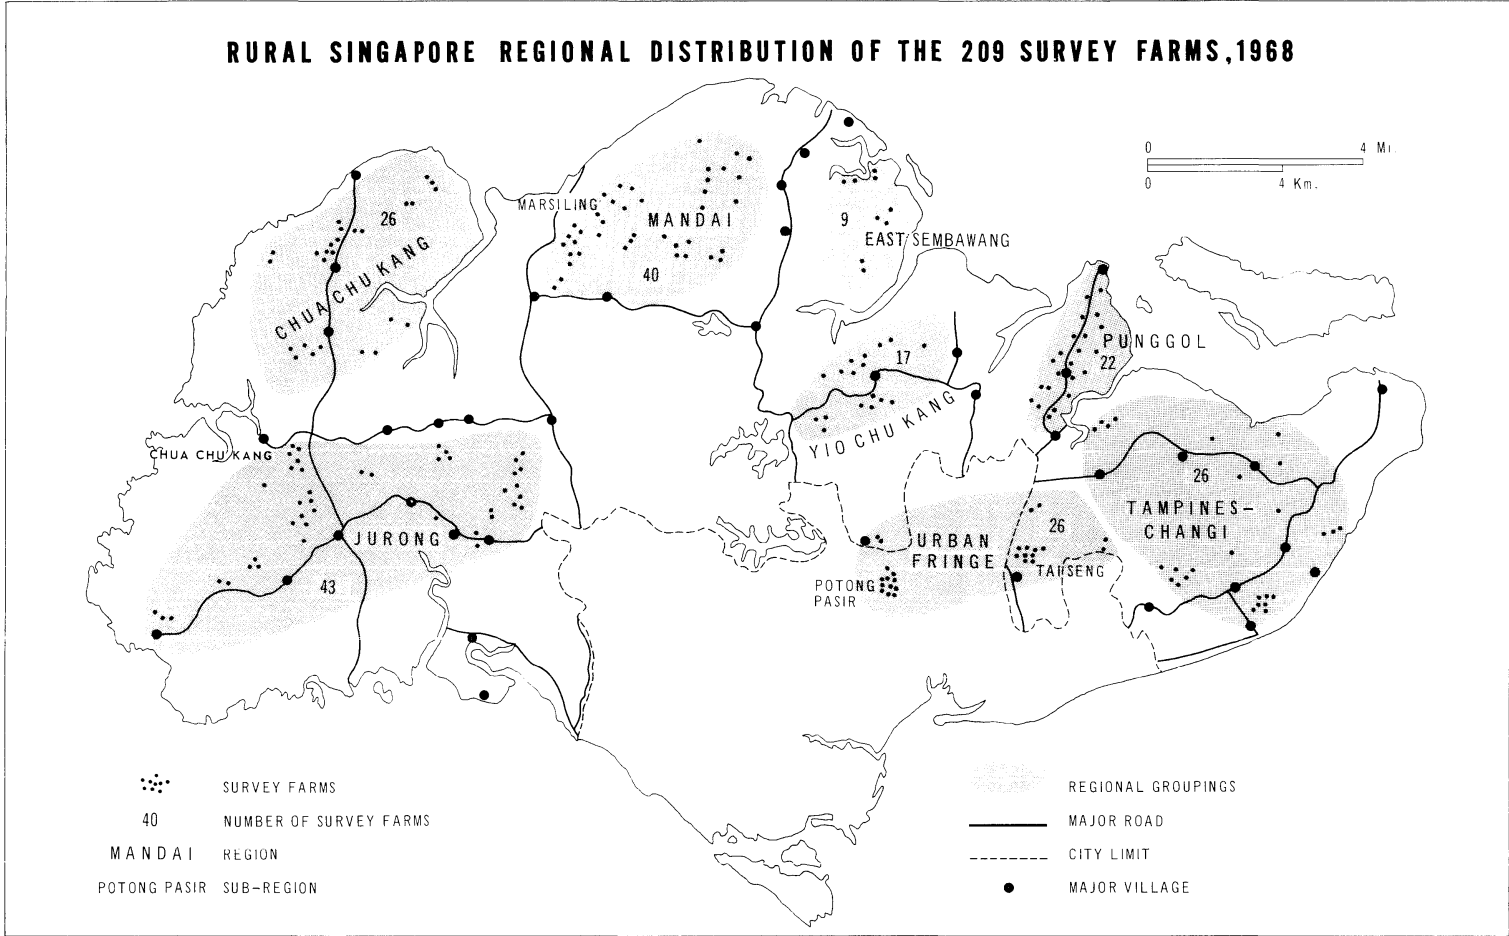 RURAL SINGAPORE REGIONAL DISTRIBUTION OF THE 209 SURVEY FARMS,1968
0 4 Mi.
0 4 Km.
MARSILING
MANDAI
40
26
CHUA CHU KANG
9
EAST SEMBAWANG
17
YIO CHU KANG
PUNGGOL
22
CHUA CHU KANG
JURONG
43
URBAN
FRINGE
26
TAI SENG
POTONG
PASIR
26
TAMPINES-
CHANGI
SURVEY FARMS
40 NUMBER OF SURVEY FARMS
MANDAI REGION
POTONG PASIR SUB-REGION
REGIONAL GROUPINGS
MAJOR ROAD
CITY LIMIT
MAJOR VILLAGE